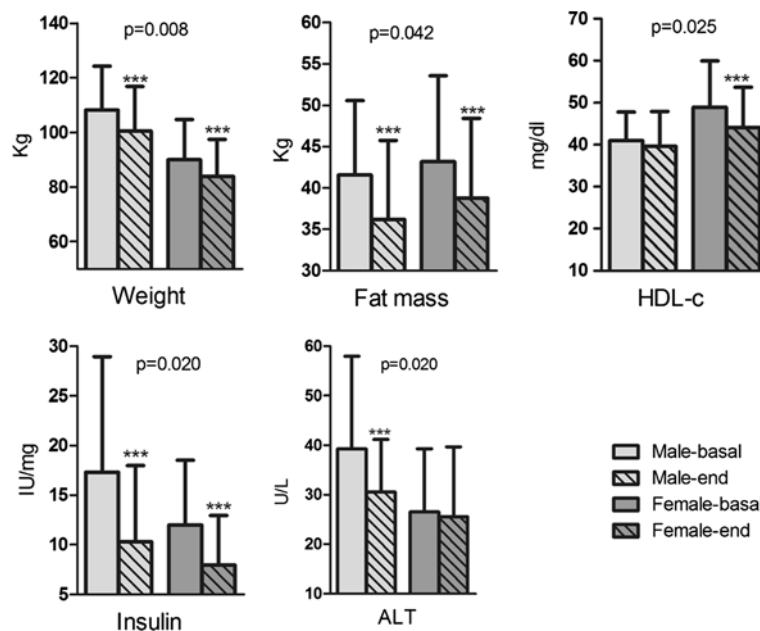 p=0.008
140
120
100
80
60
Kg
***
***
Weight
p=0.042
60
55
50
45
40
35
30
Kg
***
***
Fat mass
p=0.025
70
60
50
40
30
20
10
mg/dl
***
HDL-c
p=0.020
30
25
20
15
10
5
IU/mg
***
***
Insulin
p=0.020
60
50
40
30
20
10
U/L
***
ALT
Male-basal
Male-end
Female-basal
Female-end